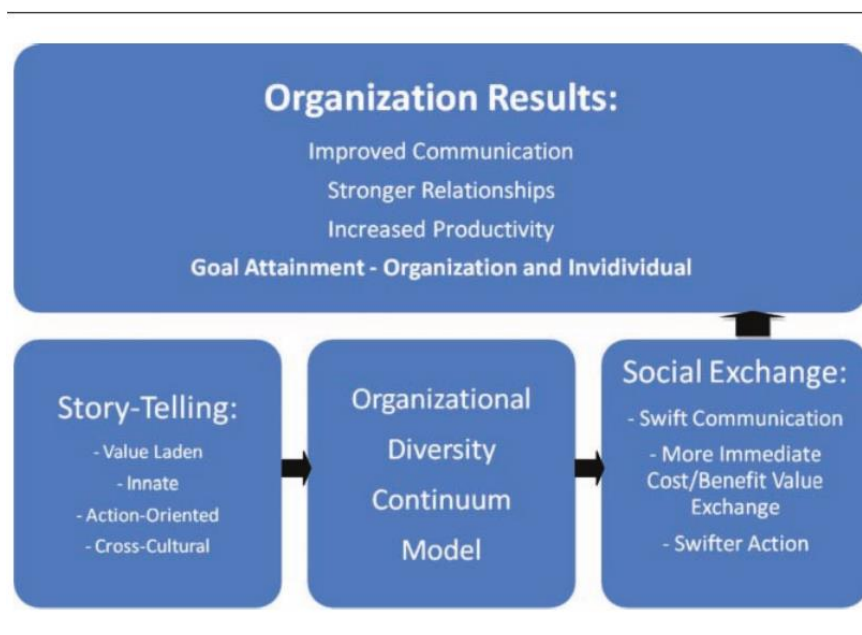 Organization Results:
Improved Communication
Stronger Relationships
Increased Productivity
Goal Attainment - Organization and Invidividual
Story-Telling:
- Value Laden
- Innate
- Action-Oriented
- Cross-Cultural
Organizational
Diversity
Continuum
Model
Social Exchange:
- Swift Communication
- More Immediate
Cost/Benefit Value
Exchange
- Swifter Action